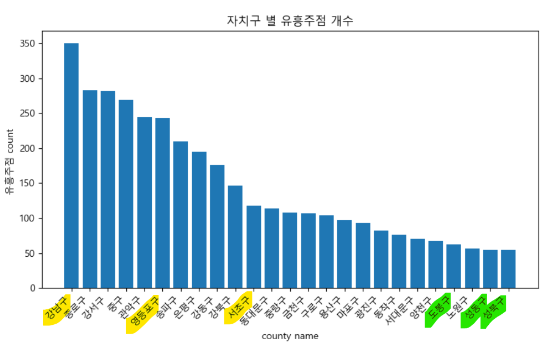 자치구 별 유흥주점 개수
유흥주점 count
350
300
250
200
150
100
50
0
강남구
종로구
강서구
중구
관악구
영등포구
송파구
은평구
강동구
강북구
서초구
동대문구
중랑구
금천구
구로구
용산구
마포구
광진구
동작구
서대문구
양천구
도봉구
노원구
성동구
성북구
county name